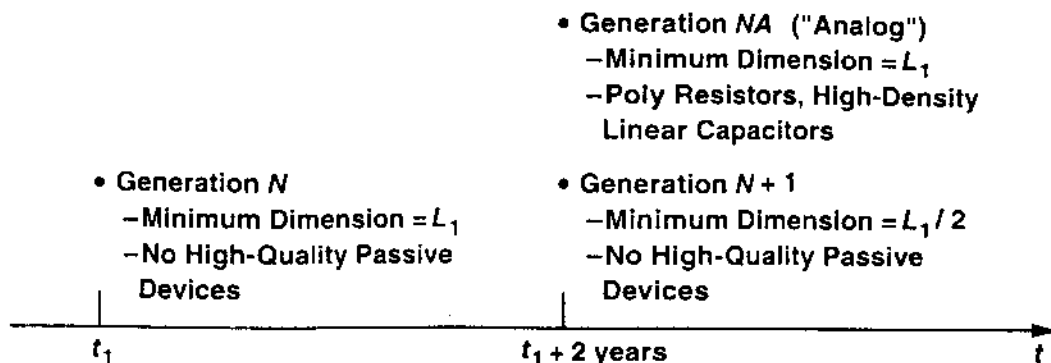 • Generation NA ("Analog")
–Minimum Dimension = L₁
–Poly Resistors, High-Density
Linear Capacitors
• Generation N
–Minimum Dimension = L₁
–No High-Quality Passive
Devices
• Generation N + 1
–Minimum Dimension = L₁ / 2
–No High-Quality Passive
Devices
t₁
t₁ + 2 years
t